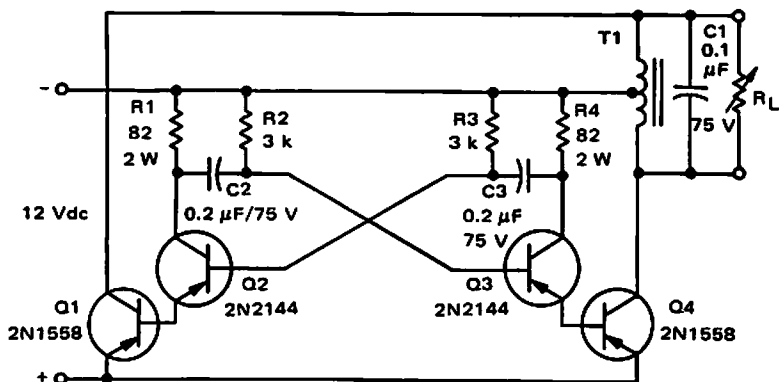 T1
C1
0.1
µF
75 V
RL
−
R1
82
2 W
R2
3 k
R3
3 k
R4
82
2 W
C2
0.2 µF/75 V
C3
0.2 µF
75 V
12 Vdc
Q1
2N1558
Q2
2N2144
Q3
2N2144
Q4
2N1558
+